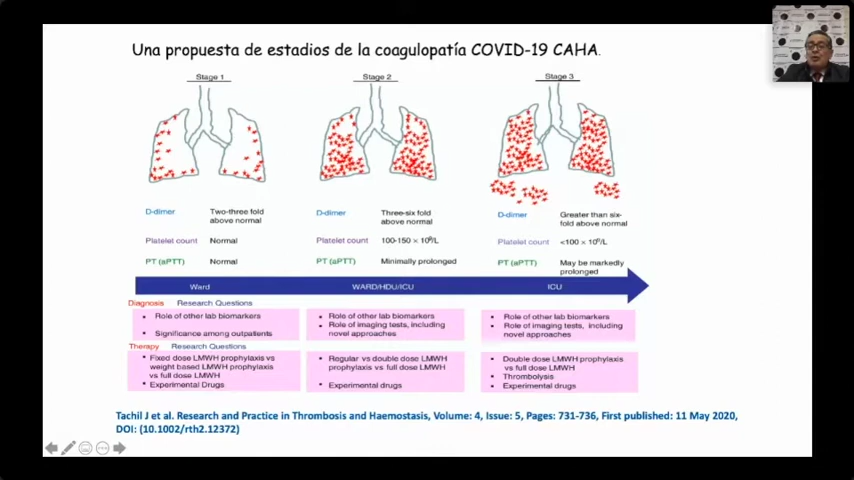 Una propuesta de estadios de la coagulopatía COVID-19 CAHA.
Stage 1
Stage 2
Stage 3
D-dimer Two-three fold above normal
Platelet count Normal
PT (aPTT) Normal
D-dimer Three-six fold above normal
Platelet count 100-150 × 10⁹/L
PT (aPTT) Minimally prolonged
D-dimer Greater than six-fold above normal
Platelet count <100 × 10⁹/L
PT (aPTT) May be markedly prolonged
Ward WARD/HDU/ICU ICU
Diagnosis Research Questions
• Role of other lab biomarkers
• Significance among outpatients
• Role of other lab biomarkers
• Role of imaging tests, including
novel approaches
• Role of other lab biomarkers
• Role of imaging tests, including
novel approaches
Therapy Research Questions
• Fixed dose LMWH prophylaxis vs
weight based LMWH prophylaxis
vs full dose LMWH
• Experimental Drugs
• Regular vs double dose LMWH
prophylaxis vs full dose LMWH
• Experimental drugs
• Double dose LMWH prophylaxis
vs full dose LMWH
• Thrombolysis
• Experimental drugs
Tachil J et al. Research and Practice in Thrombosis and Haemostasis, Volume: 4, Issue: 5, Pages: 731-736, First published: 11 May 2020,
DOI: (10.1002/rth2.12372)